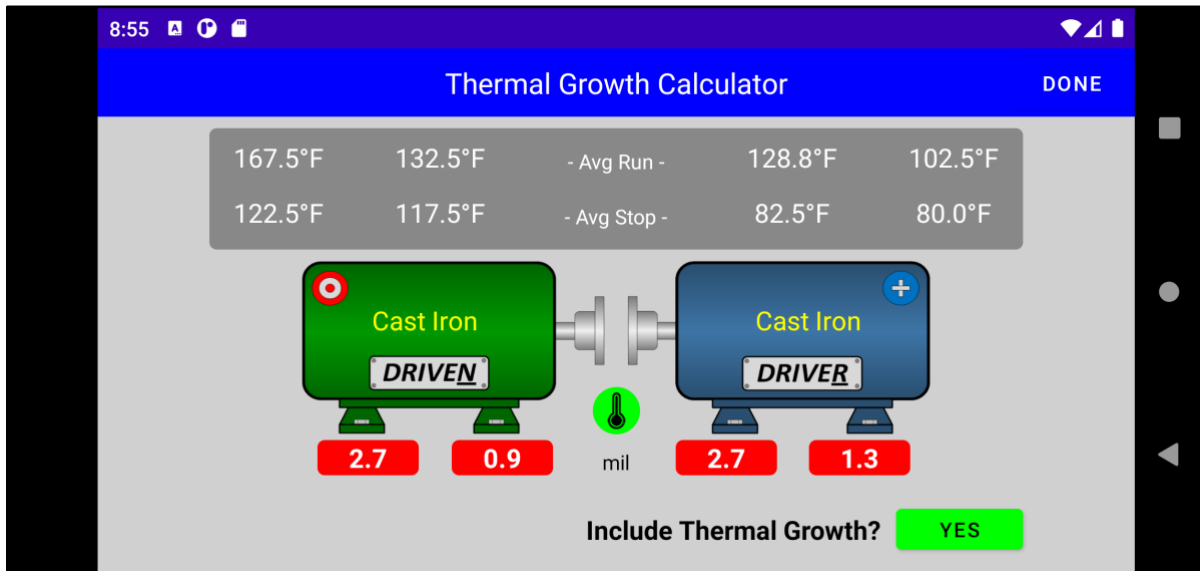 8:55
Thermal Growth Calculator DONE
167.5°F 132.5°F - Avg Run - 128.8°F 102.5°F
122.5°F 117.5°F - Avg Stop - 82.5°F 80.0°F
Cast Iron Cast Iron
DRIVEN DRIVER
2.7 0.9 mil 2.7 1.3
Include Thermal Growth? YES